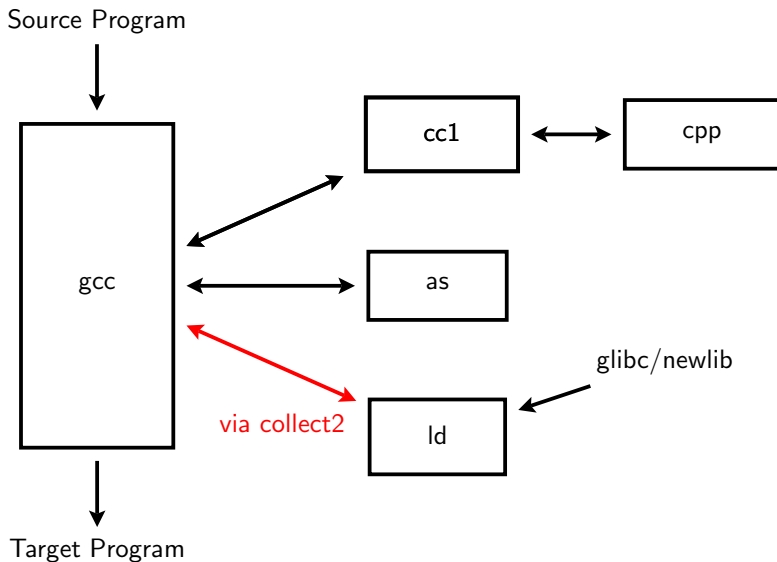 Source Program
cc1
cpp
gcc
as
glibc/newlib
via collect2
ld
Target Program